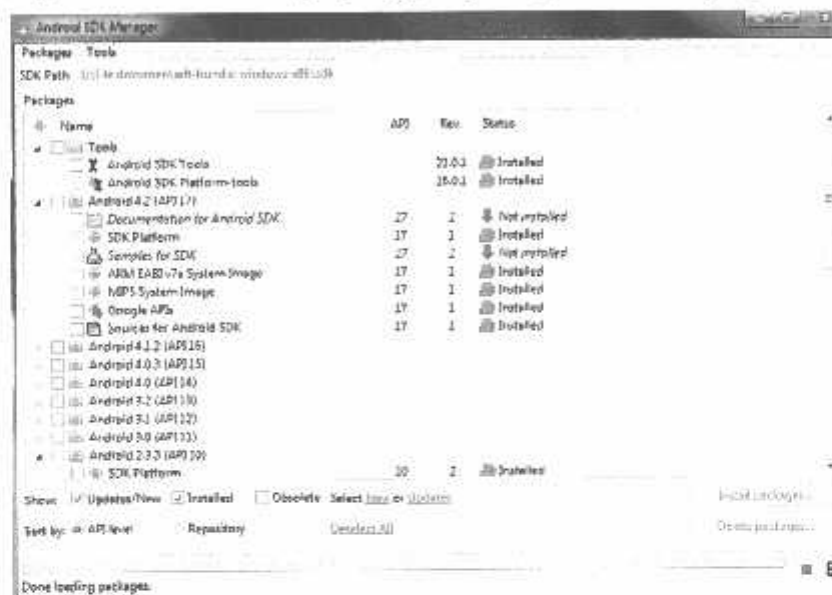 Android SDK Manager
Packages Tools
SDK Path:
Packages
Name API Rev. Status
Tools
Android SDK Tools Installed
Android SDK Platform-tools Installed
Android 4.2 (API 17)
Documentation for Android SDK 17 1 Not installed
SDK Platform 17 1 Installed
Samples for SDK 17 1 Not installed
ARM EABI v7a System Image 17 1 Installed
MIPS System Image 17 1 Installed
Google APIs 17 1 Installed
Sources for Android SDK 17 1 Installed
Android 4.1.2 (API 16)
Android 4.0.3 (API 15)
Android 4.0 (API 14)
Android 3.2 (API 13)
Android 3.1 (API 12)
Android 3.0 (API 11)
Android 2.3.3 (API 10)
SDK Platform 10 2 Installed
Show: Updates/New Installed Obsolete Select New or Updates
Install packages...
Sort by: API level Repository Deselect All
Delete packages...
Done loading packages.